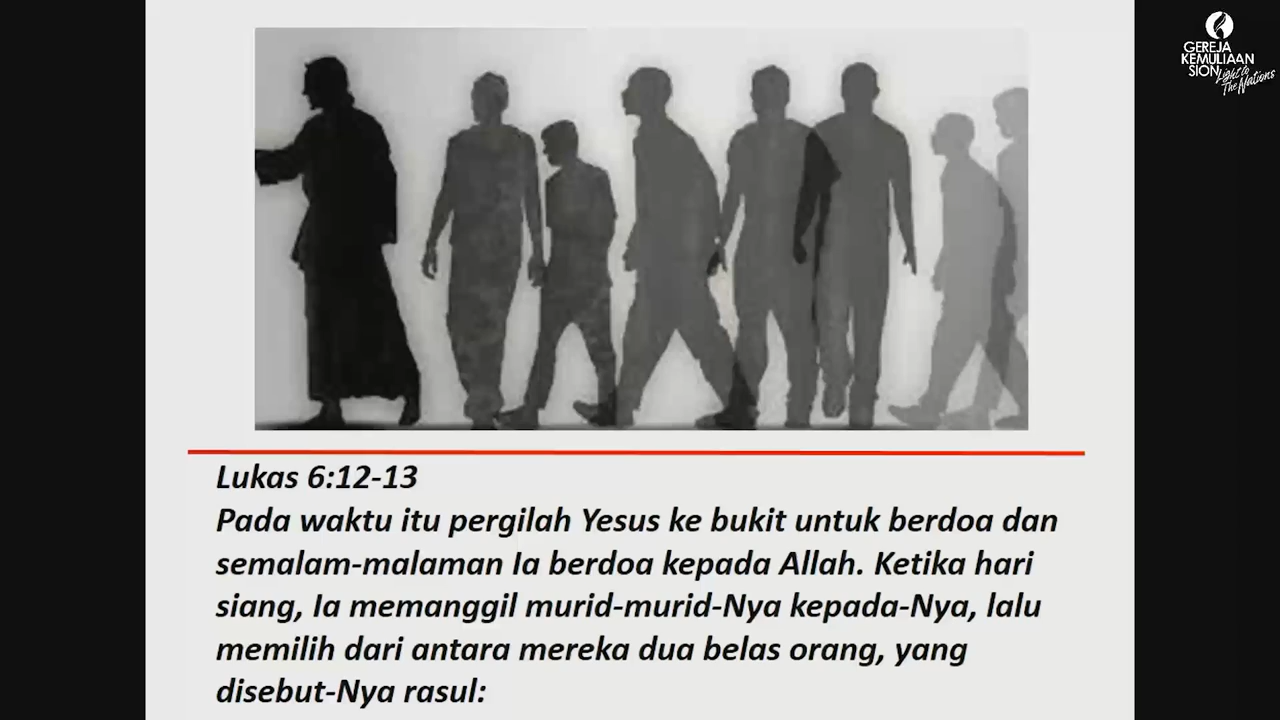 GEREJA
KEMULIAAN
SION
Light to
The Nations
Lukas 6:12-13
Pada waktu itu pergilah Yesus ke bukit untuk berdoa dan
semalam-malaman Ia berdoa kepada Allah. Ketika hari
siang, Ia memanggil murid-murid-Nya kepada-Nya, lalu
memilih dari antara mereka dua belas orang, yang
disebut-Nya rasul: